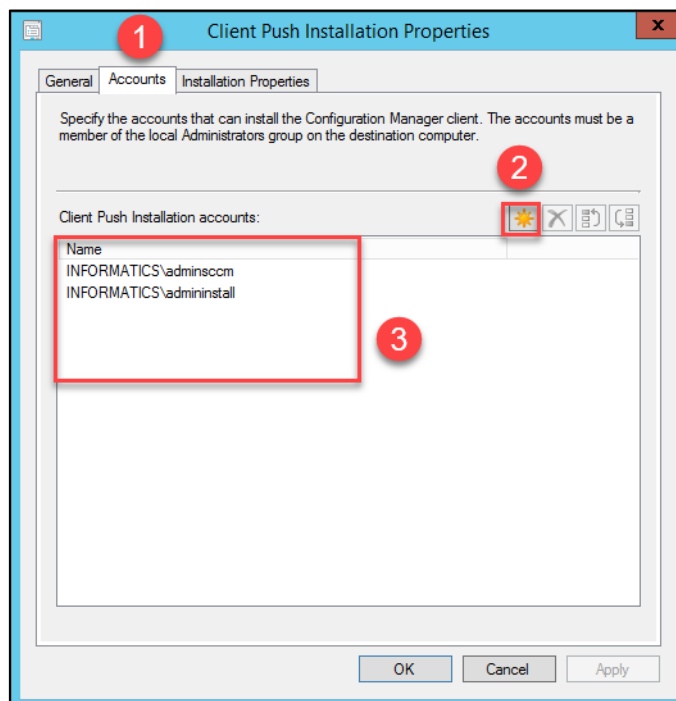 1
Client Push Installation Properties
x
General Accounts Installation Properties
Specify the accounts that can install the Configuration Manager client. The accounts must be a
member of the local Administrators group on the destination computer.
2
Client Push Installation accounts:
Name
INFORMATICS\adminsccm
INFORMATICS\admininstall
3
OK Cancel Apply